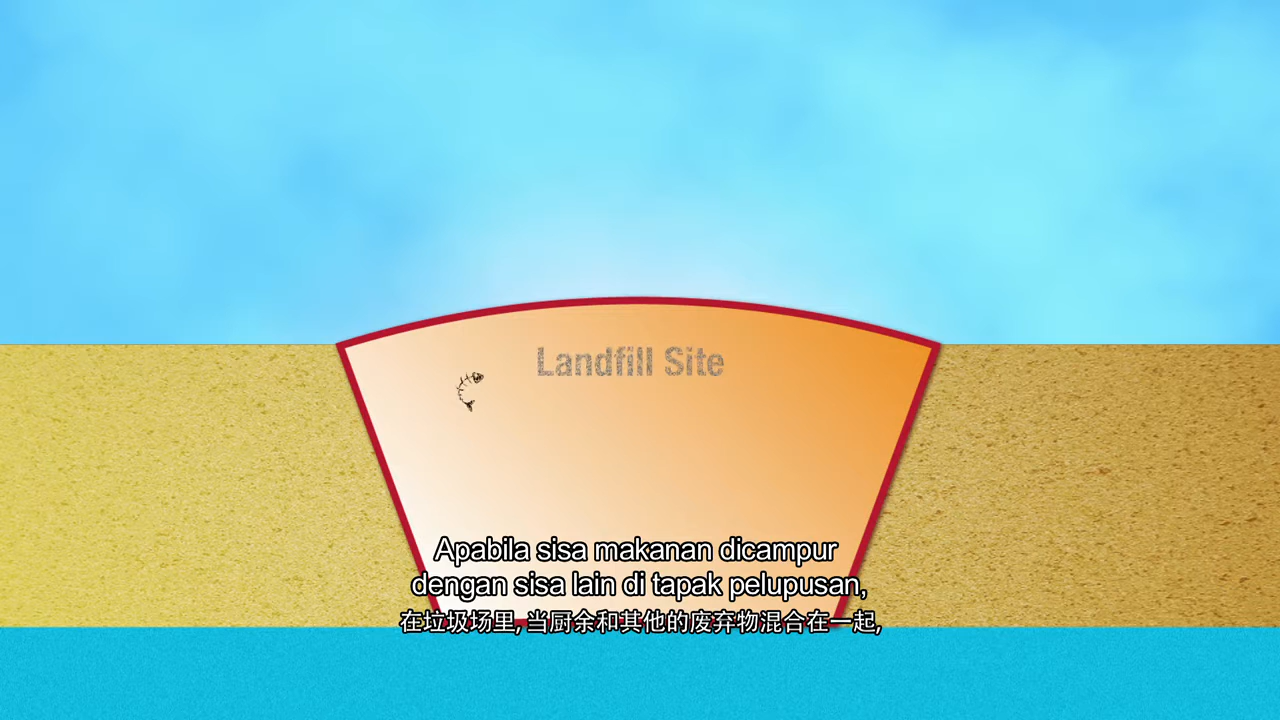 Landfill Site
Apabila sisa makanan dicampur
dengan sisa lain di tapak pelupusan,
在垃圾场里, 当厨余和其他的废弃物混合在一起,